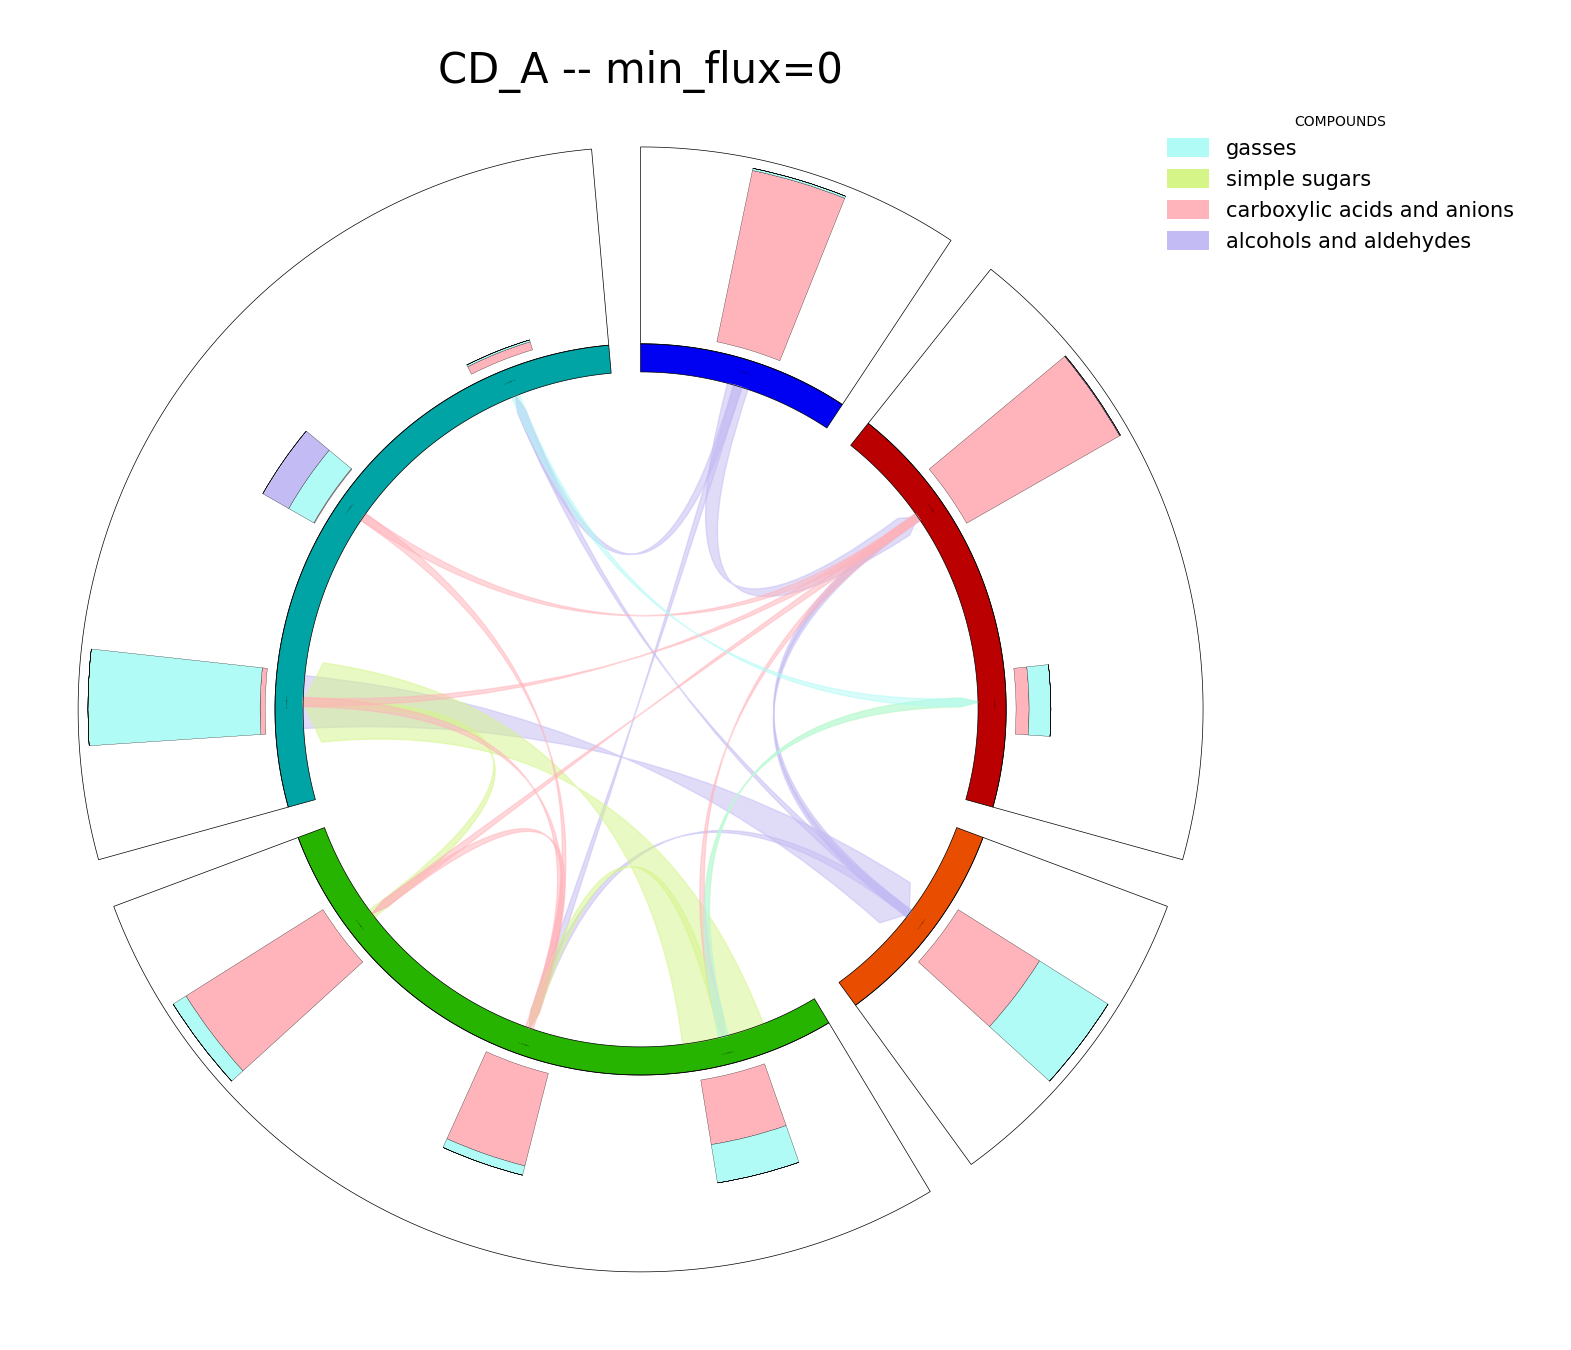 CD_A -- min_flux=0
COMPOUNDS
gasses
simple sugars
carboxylic acids and anions
alcohols and aldehydes